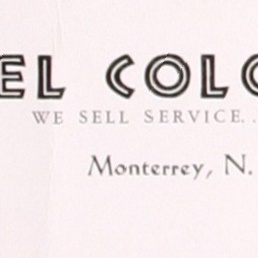 EL COLO
WE SELL SERVICE..
Monterrey, N.